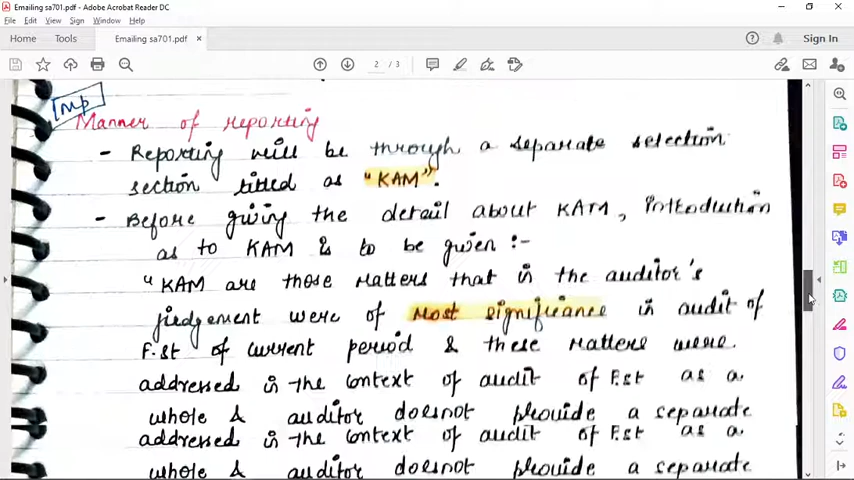 Emailing sa701.pdf - Adobe Acrobat Reader DC
File Edit View Sign Window Help
Home Tools Emailing sa701.pdf × Sign In
2 / 3
Imp
Manner of reporting
- Reporting will be through a separate selection
section titled as "KAM".
- Before giving the detail about KAM, introduction
as to KAM is to be given :-
"KAM are those matters that in the auditor's
judgement were of most significance in audit of
F.st of current period & these matters were
addressed in the context of audit of F.st as a
whole & auditor doesnot provide a separate
addressed in the context of audit of F.st as a
whole & auditor doesnot provide a separate